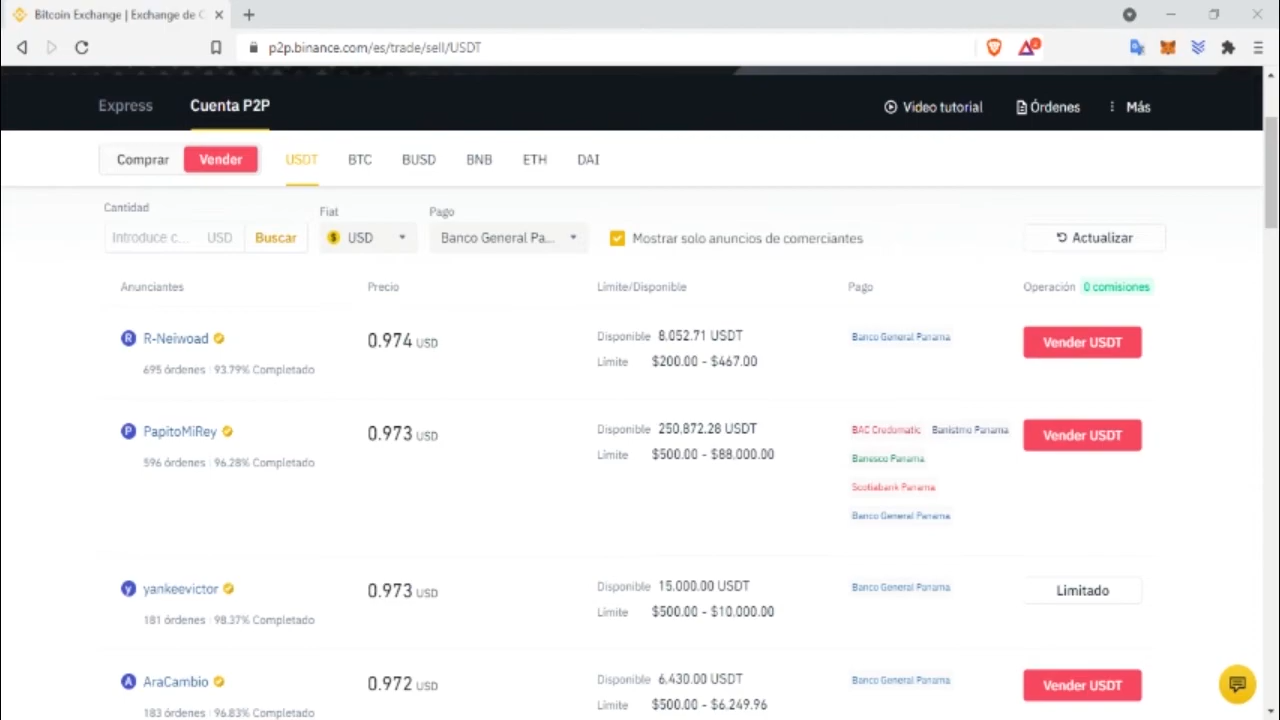 Bitcoin Exchange | Exchange de C
p2p.binance.com/es/trade/sell/USDT
Express Cuenta P2P Video tutorial Órdenes Más
Comprar Vender USDT BTC BUSD BNB ETH DAI
Cantidad Fiat Pago
Introduce c... USD Buscar USD Banco General Pa... Mostrar solo anuncios de comerciantes Actualizar
Anunciantes Precio Límite/Disponible Pago Operación 0 comisiones
R R-Neiwoad 0.974 USD Disponible 8,052.71 USDT Banco General Panama Vender USDT
695 órdenes | 93.79% Completado Límite $200.00 - $467.00
P PapitoMiRey 0.973 USD Disponible 250,872.28 USDT BAC Credomatic Banistmo Panama Vender USDT
596 órdenes | 96.28% Completado Límite $500.00 - $88,000.00 Banesco Panama
Scotiabank Panama
Banco General Panama
y yankeevictor 0.973 USD Disponible 15,000.00 USDT Banco General Panama Limitado
181 órdenes | 98.37% Completado Límite $500.00 - $10,000.00
A AraCambio 0.972 USD Disponible 6,430.00 USDT Banco General Panama Vender USDT
183 órdenes | 96.83% Completado Límite $500.00 - $6,249.96